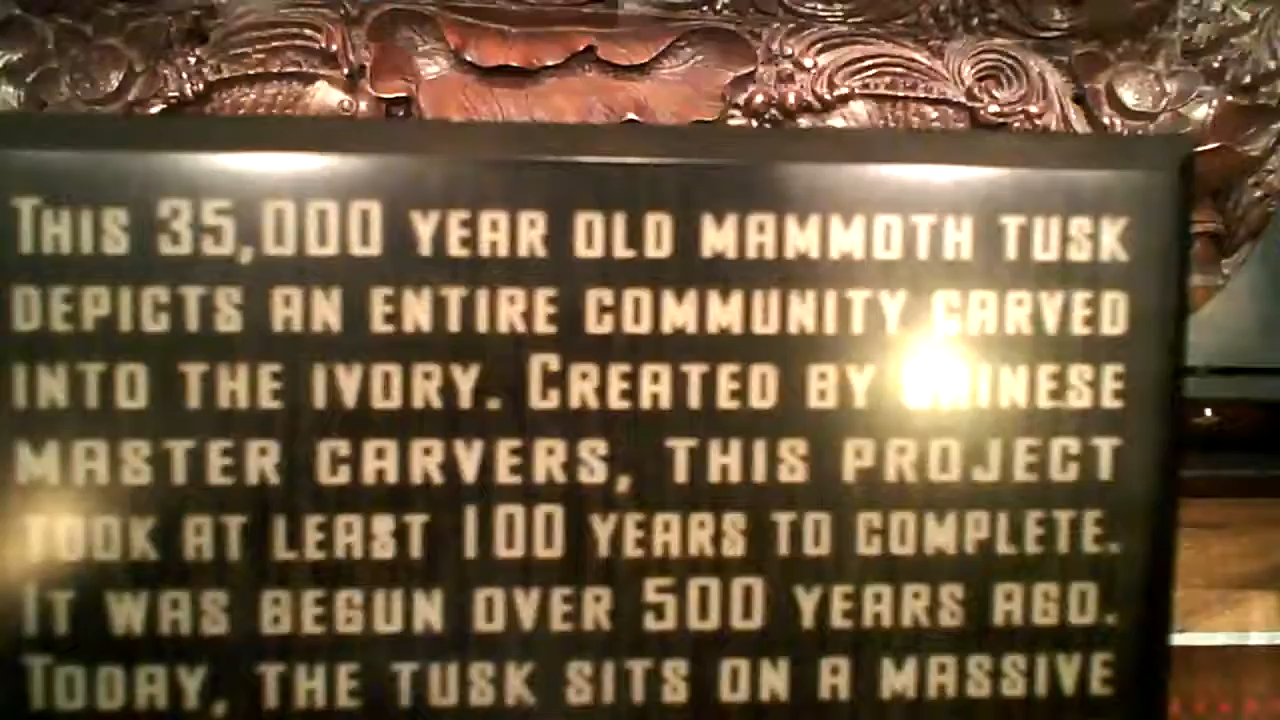 This 35,000 year old mammoth tusk
depicts an entire community carved
into the ivory. Created by Chinese
master carvers, this project
took at least 100 years to complete.
It was begun over 500 years ago.
Today, the tusk sits on a massive